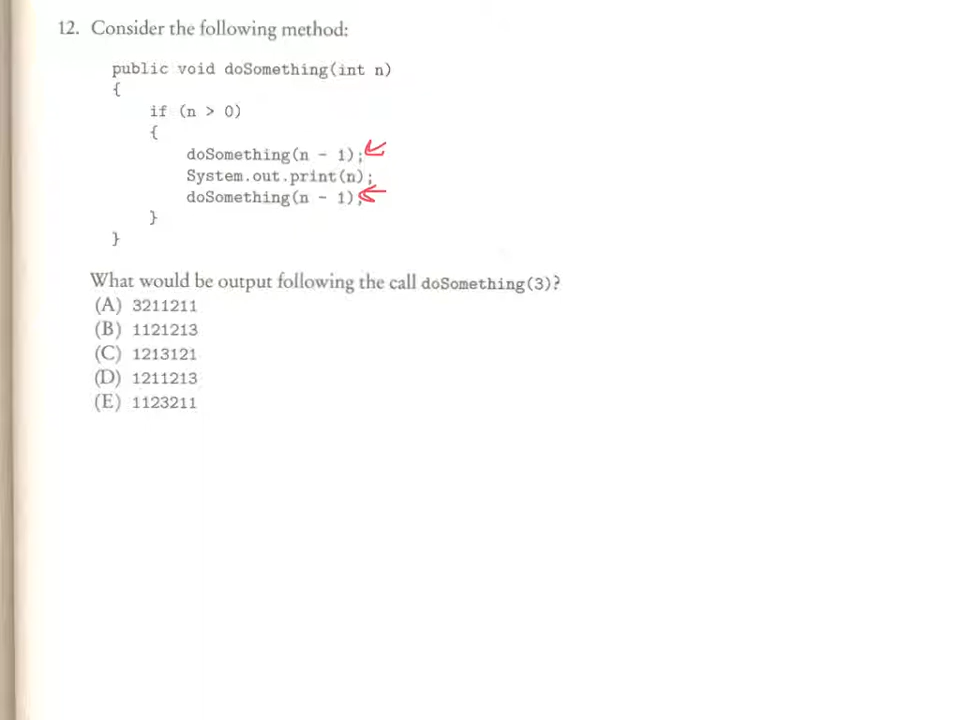 12. Consider the following method:
public void doSomething(int n)
{
if (n > 0)
{
doSomething(n - 1);
System.out.print(n);
doSomething(n - 1);
}
}
What would be output following the call doSomething(3)?
(A) 3211211
(B) 1121213
(C) 1213121
(D) 1211213
(E) 1123211